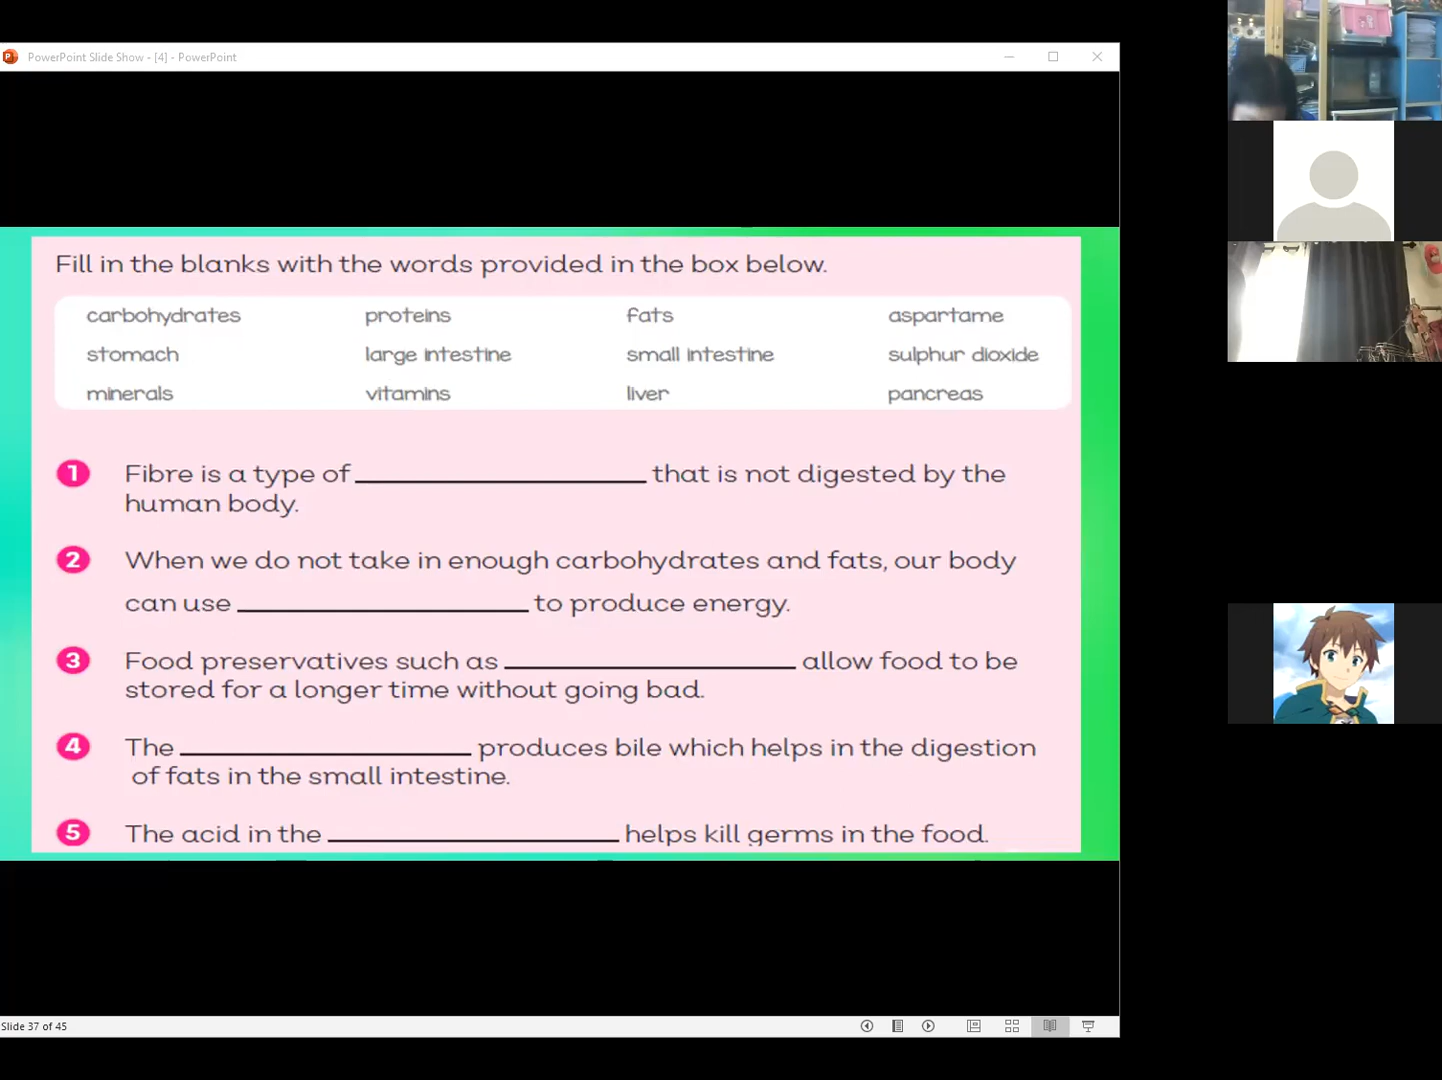 PowerPoint Slide Show - [4] - PowerPoint
Fill in the blanks with the words provided in the box below.
carbohydrates proteins fats aspartame
stomach large intestine small intestine sulphur dioxide
minerals vitamins liver pancreas
1 Fibre is a type of ______________________ that is not digested by the
human body.
2 When we do not take in enough carbohydrates and fats, our body
can use ______________________ to produce energy.
3 Food preservatives such as ______________________ allow food to be
stored for a longer time without going bad.
4 The ______________________ produces bile which helps in the digestion
of fats in the small intestine.
5 The acid in the ______________________ helps kill germs in the food.
Slide 37 of 45